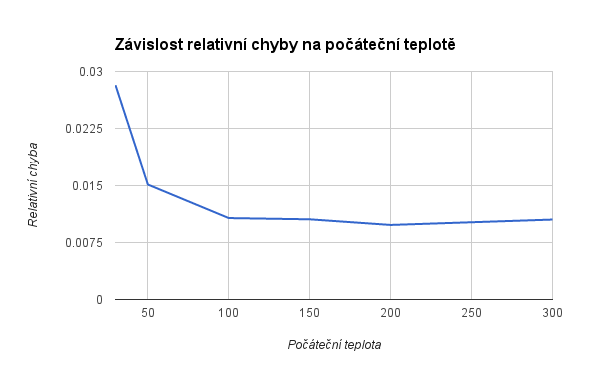 Závislost relativní chyby na počáteční teplotě
0.03
0.0225
0.015
0.0075
0
Relativní chyba
50 100 150 200 250 300
Počáteční teplota